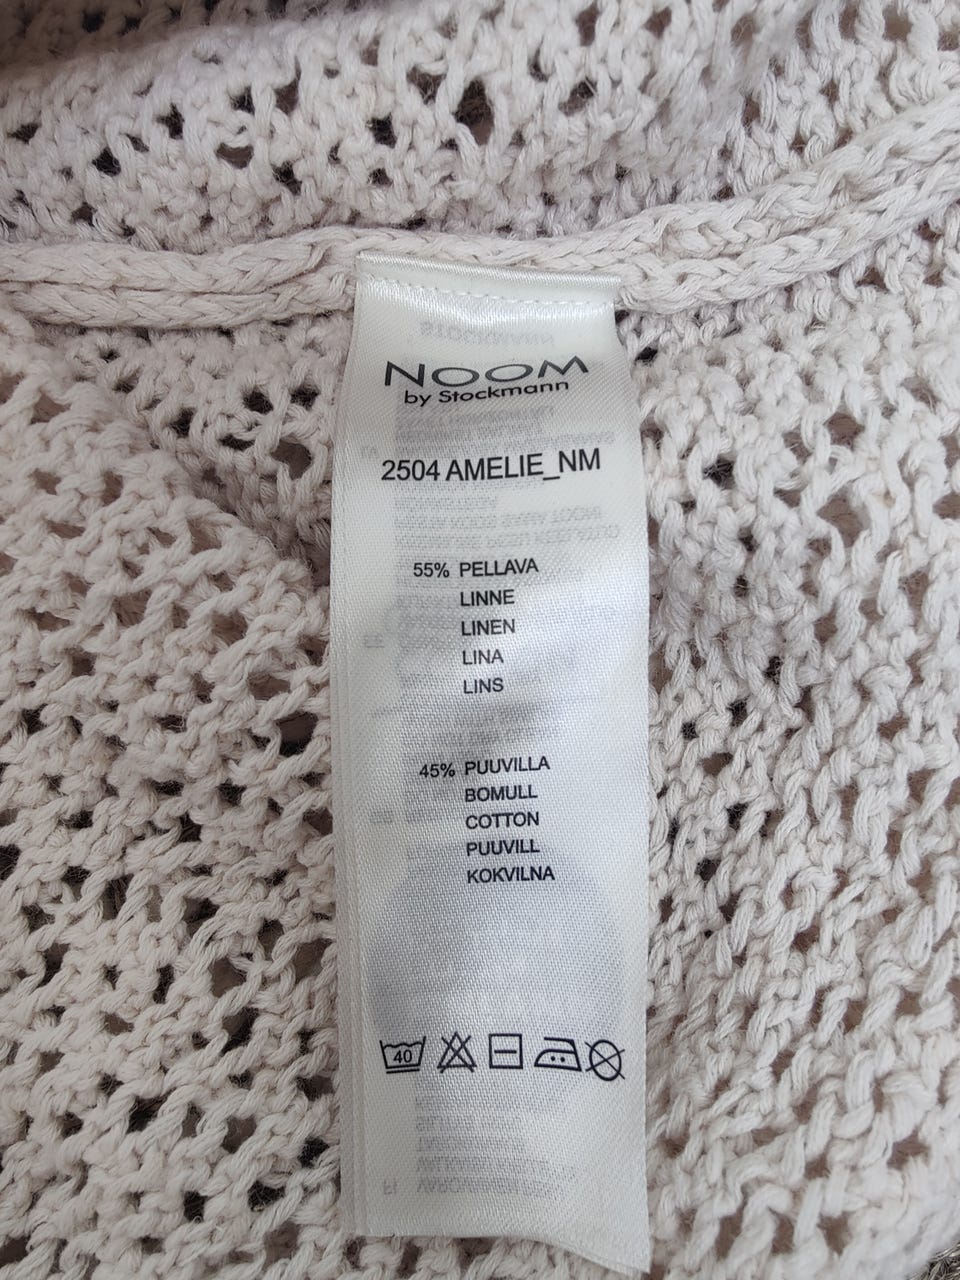 NOOM
by Stockmann
2504 AMELIE_NM
55% PELLAVA
LINNE
LINEN
LINA
LINS
45% PUUVILLA
BOMULL
COTTON
PUUVILL
KOKVILNA
40